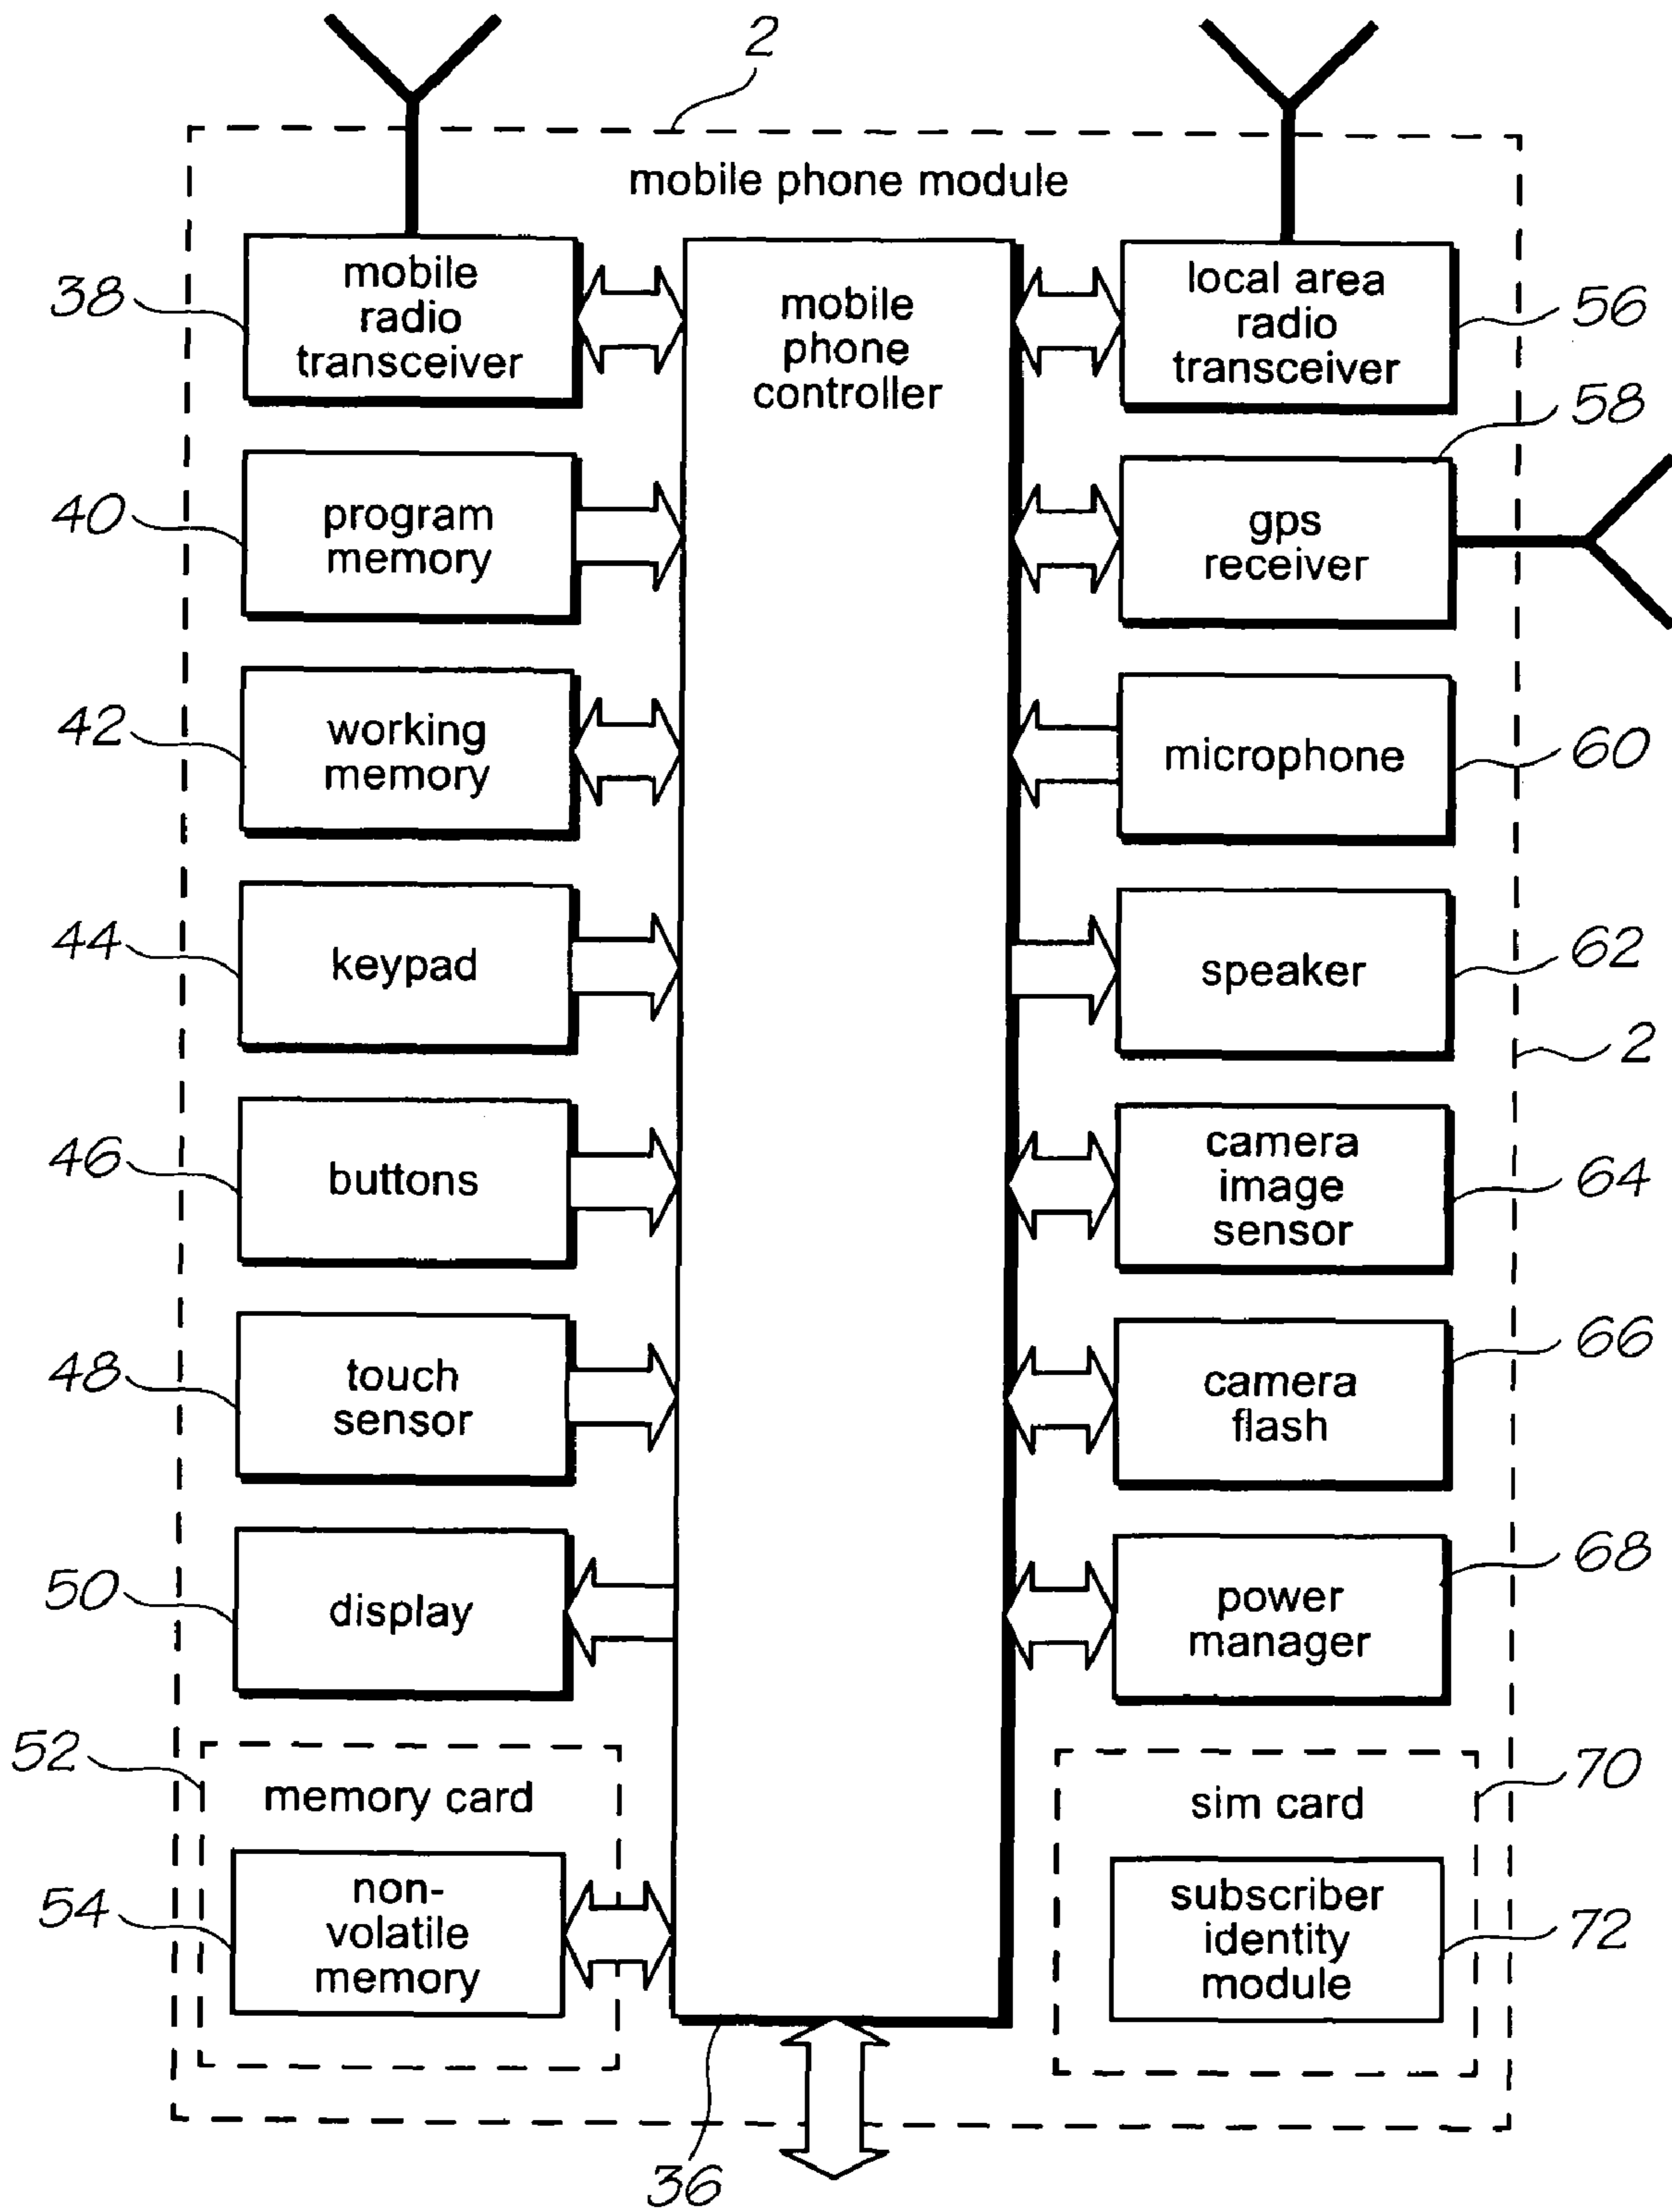 2
mobile phone module
38
mobile
radio
transceiver
mobile
phone
controller
local area
radio
transceiver
56
58
40
program
memory
gps
receiver
42
working
memory
microphone
60
44
keypad
speaker
62
2
46
buttons
camera
image
sensor
64
48
touch
sensor
camera
flash
66
50
display
power
manager
68
52
memory card
sim card
70
54
non-
volatile
memory
subscriber
identity
module
72
36